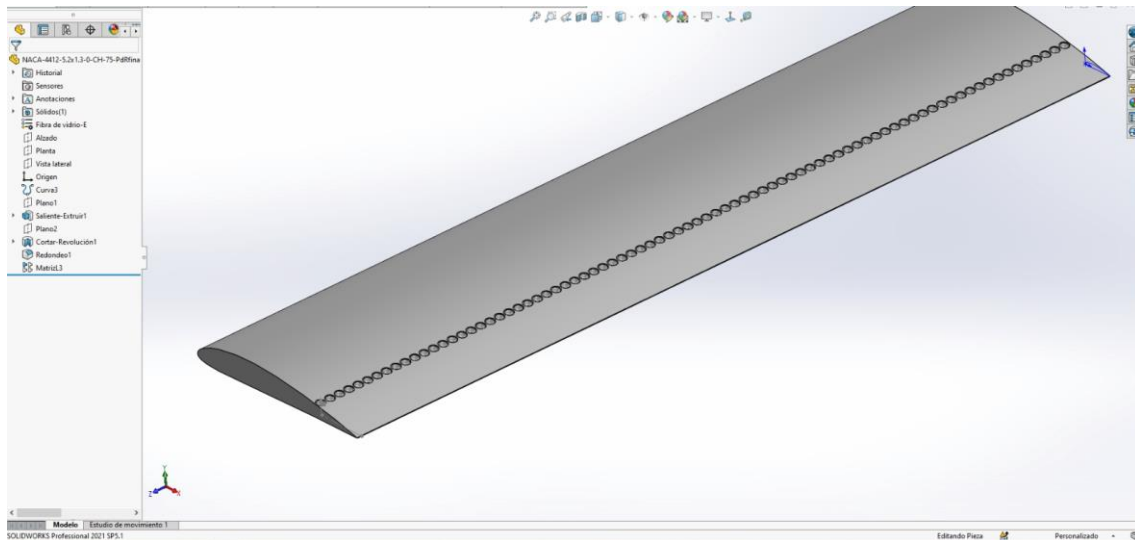 NACA-4412-5.2x1.3-0-CH-75-PdRfina
Historial
Sensores
Anotaciones
Sólidos(1)
Fibra de vidrio-E
Alzado
Planta
Vista lateral
Origen
Curva3
Plano1
Saliente-Extruir1
Plano2
Cortar-Revolución1
Redondeo1
MatrizL3
Y
Z
X
Modelo
Estudio de movimiento 1
SOLIDWORKS Professional 2021 SP5.1
Editando Pieza
Personalizado